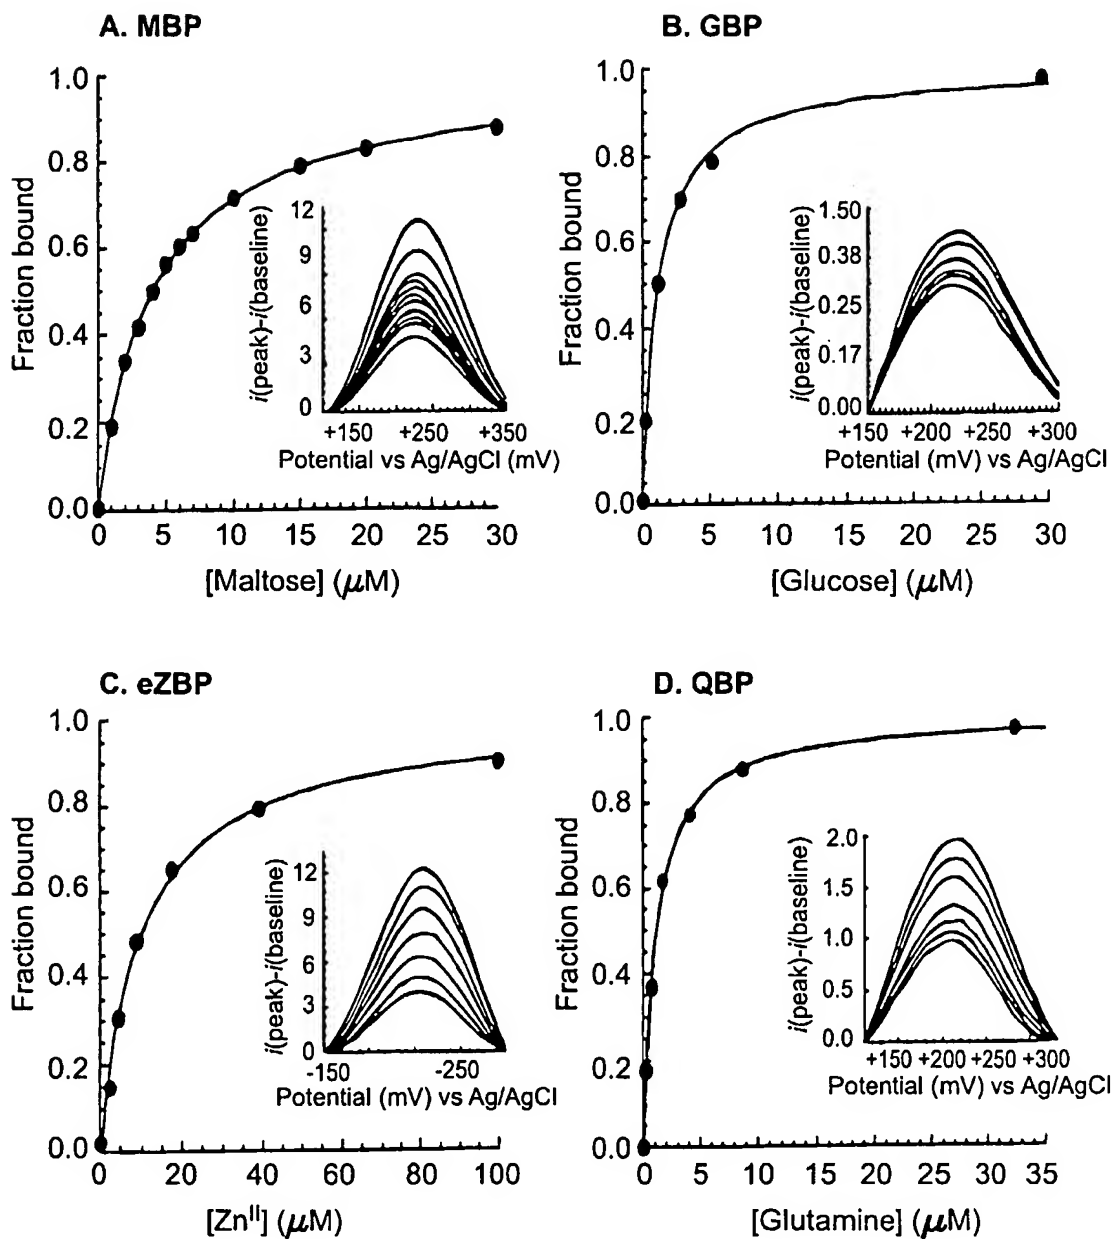 A. MBP
Fraction bound
1.0
0.8
0.6
0.4
0.2
0.0
0 5 10 15 20 25 30
[Maltose] (μM)
i(peak)-i(baseline)
12
9
6
3
0
+150 +250 +350
Potential vs Ag/AgCl (mV)
B. GBP
Fraction bound
1.0
0.8
0.6
0.4
0.2
0.0
0 5 10 15 20 25 30
[Glucose] (μM)
i(peak)-i(baseline)
1.50
0.38
0.25
0.17
0.00
+150 +200 +250 +300
Potential (mV) vs Ag/AgCl
C. eZBP
Fraction bound
1.0
0.8
0.6
0.4
0.2
0.0
0 20 40 60 80 100
[Znᴵᴵ] (μM)
i(peak)-i(baseline)
12
9
6
3
0
-150 -250
Potential (mV) vs Ag/AgCl
D. QBP
Fraction bound
1.0
0.8
0.6
0.4
0.2
0.0
0 5 10 15 20 25 30 35
[Glutamine] (μM)
i(peak)-i(baseline)
2.0
1.5
1.0
0.5
0.0
+150 +200 +250 +300
Potential (mV) vs Ag/AgCl